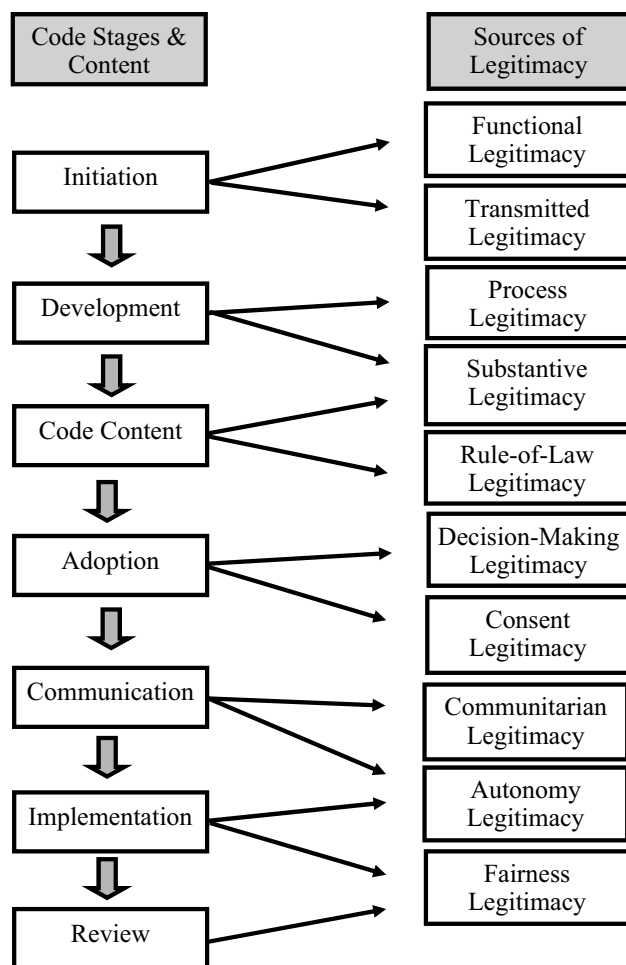 Code Stages &
Content
Sources of
Legitimacy
Functional
Legitimacy
Initiation
Transmitted
Legitimacy
Process
Legitimacy
Development
Substantive
Legitimacy
Code Content
Rule-of-Law
Legitimacy
Decision-Making
Legitimacy
Adoption
Consent
Legitimacy
Communication
Communitarian
Legitimacy
Autonomy
Legitimacy
Implementation
Fairness
Legitimacy
Review